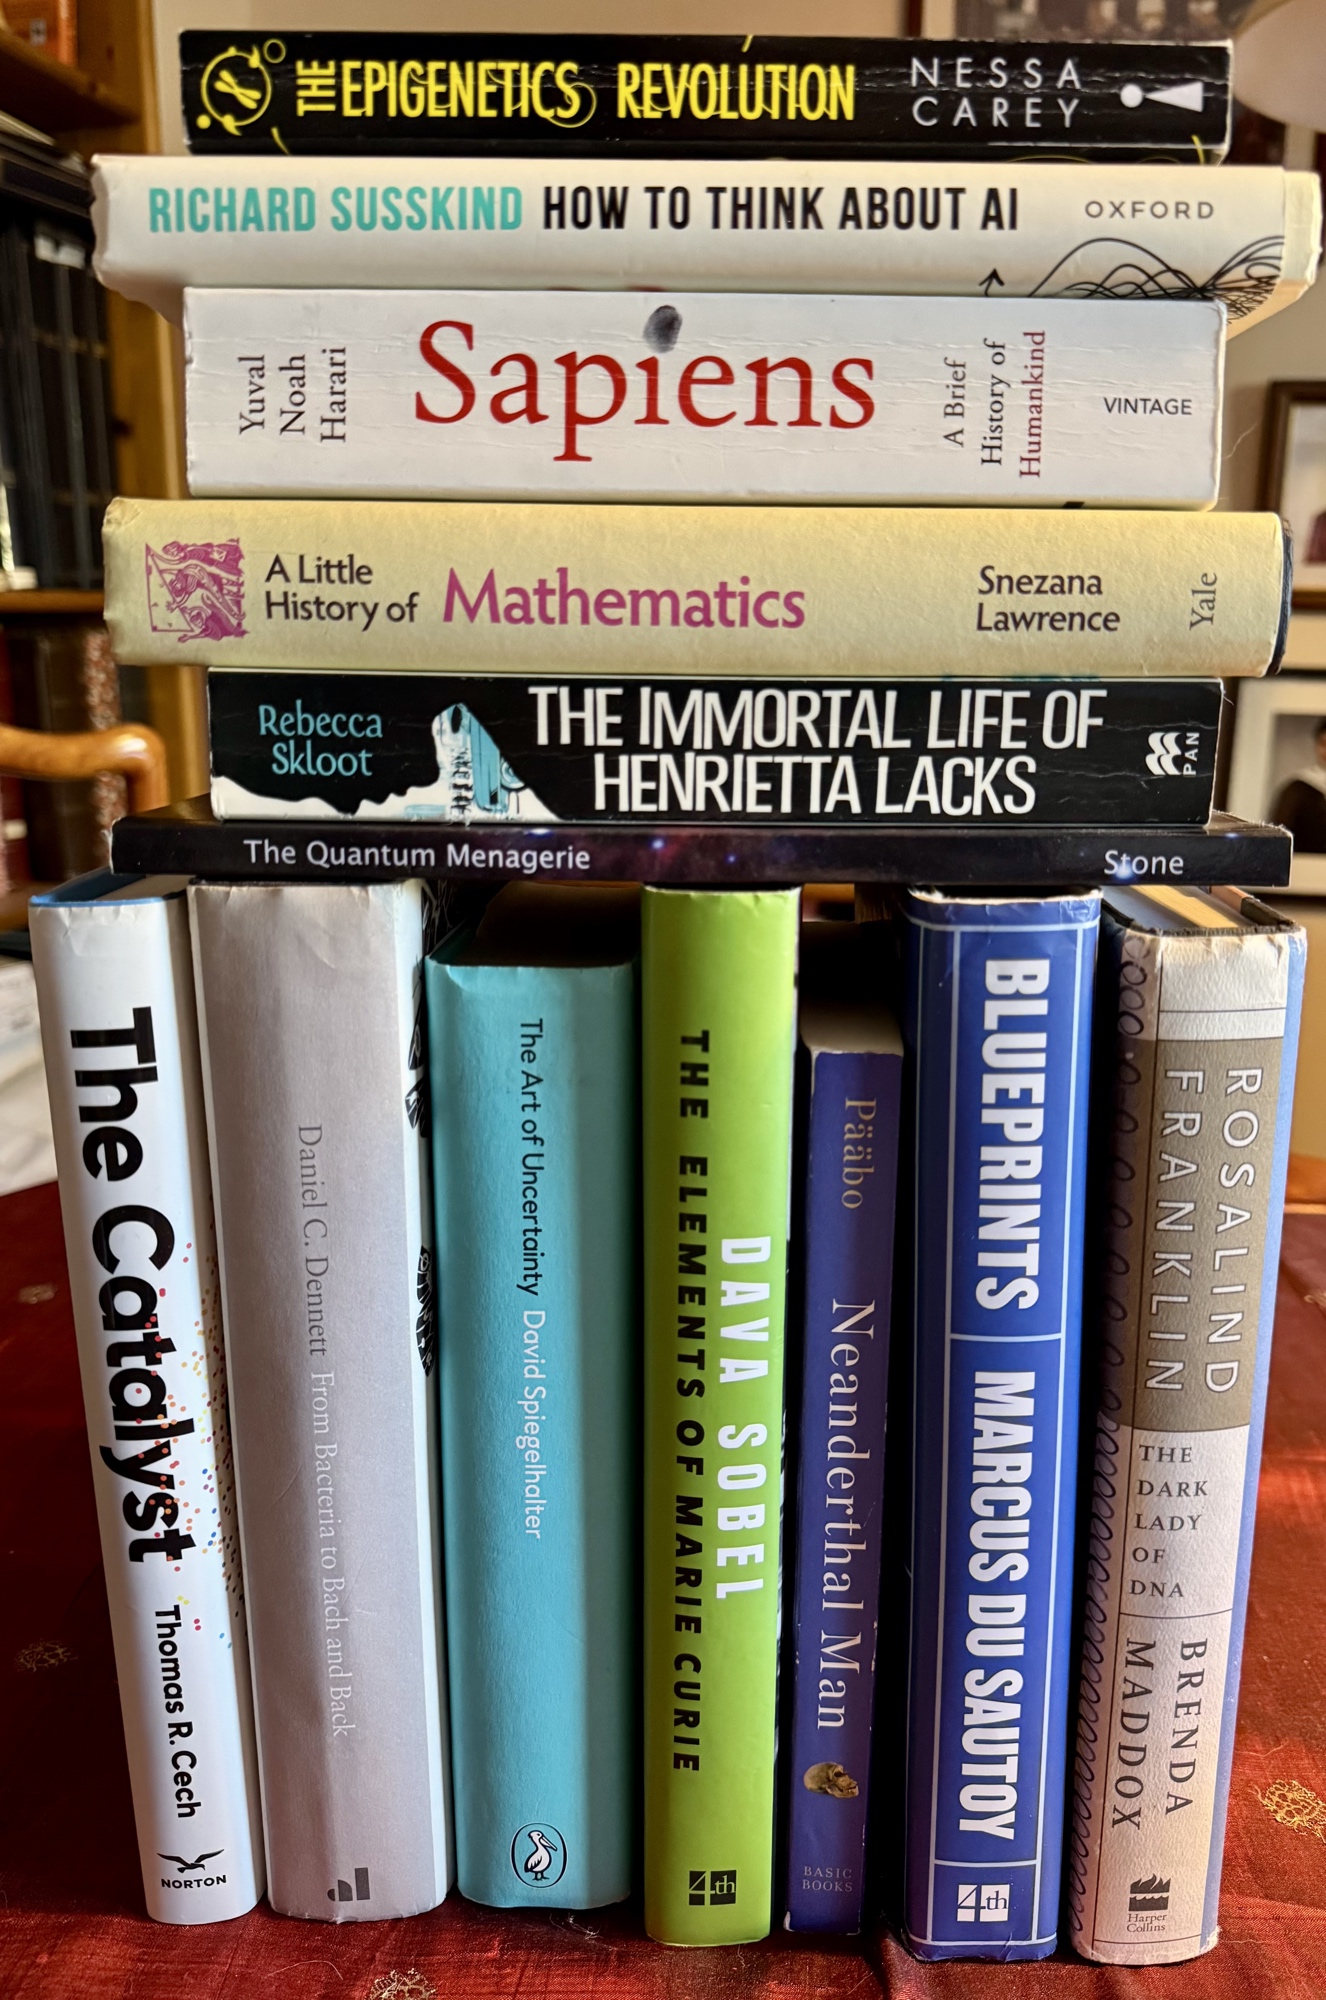 THE EPIGENETICS REVOLUTION NESSA
CAREY
RICHARD SUSSKIND HOW TO THINK ABOUT AI OXFORD
Yuval
Noah
Harari
Sapiens
A Brief
History of
Humankind
VINTAGE
A Little
History of Mathematics
Snezana
Lawrence
Yale
Rebecca
Skloot
THE IMMORTAL LIFE OF
HENRIETTA LACKS
PAN
The Quantum Menagerie Stone
The Catalyst Thomas R. Cech
NORTON
Daniel C. Dennett From Bacteria to Bach and Back
The Art of Uncertainty David Spiegelhalter
DAVA SOBEL
THE ELEMENTS OF MARIE CURIE
4th
Pääbo Neanderthal Man
BASIC
BOOKS
BLUEPRINTS MARCUS DU SAUTOY
4th
ROSALIND
FRANKLIN
THE
DARK
LADY
OF
DNA
BRENDA
MADDOX
Harper
Collins